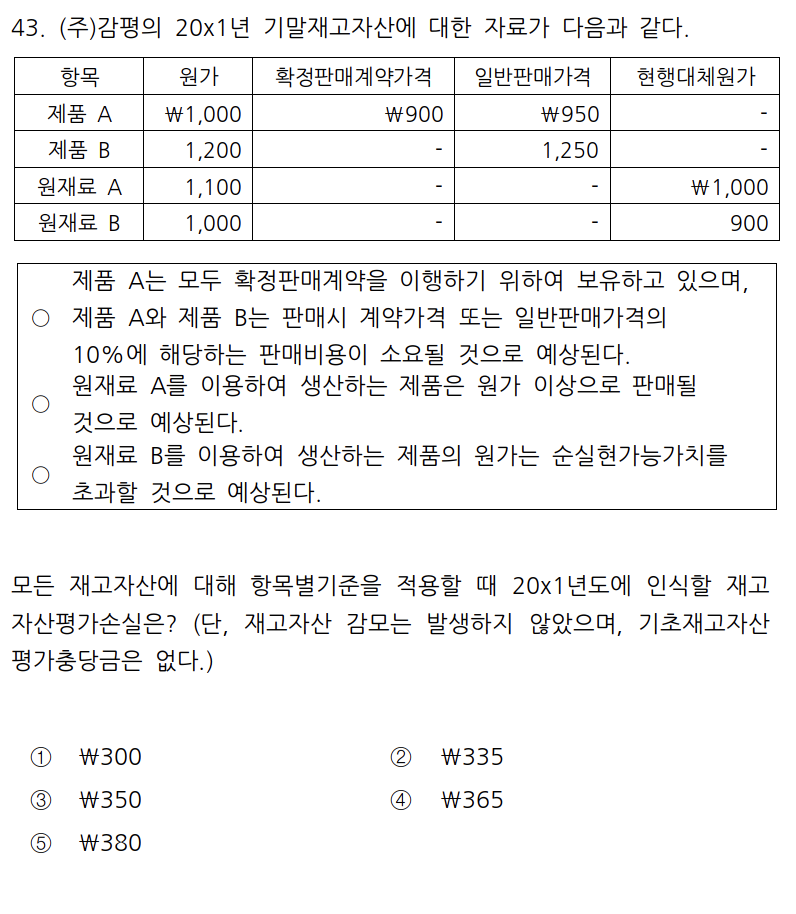 43. (주)감평의 20x1년 기말재고자산에 대한 자료가 다음과 같다.
항목 원가 확정판매계약가격 일반판매가격 현행대체원가
제품 A ₩1,000 ₩900 ₩950 -
제품 B 1,200 - 1,250 -
원재료 A 1,100 - - ₩1,000
원재료 B 1,000 - - 900
제품 A는 모두 확정판매계약을 이행하기 위하여 보유하고 있으며,
○ 제품 A와 제품 B는 판매시 계약가격 또는 일반판매가격의
10%에 해당하는 판매비용이 소요될 것으로 예상된다.
○ 원재료 A를 이용하여 생산하는 제품은 원가 이상으로 판매될
것으로 예상된다.
○ 원재료 B를 이용하여 생산하는 제품의 원가는 순실현가능가치를
초과할 것으로 예상된다.
모든 재고자산에 대해 항목별기준을 적용할 때 20x1년도에 인식할 재고
자산평가손실은? (단, 재고자산 감모는 발생하지 않았으며, 기초재고자산
평가충당금은 없다.)
① ₩300 ② ₩335
③ ₩350 ④ ₩365
⑤ ₩380